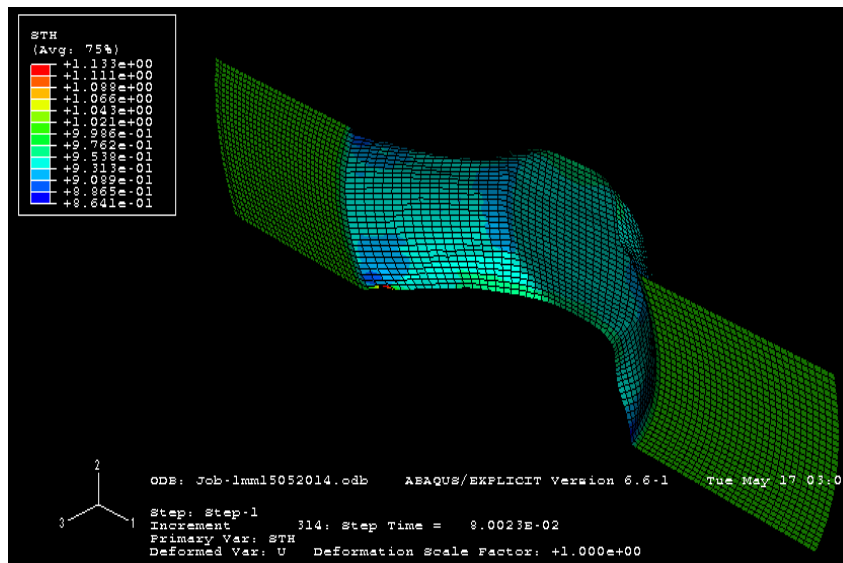 STH
(Avg: 75%)
+1.133e+00
+1.111e+00
+1.088e+00
+1.066e+00
+1.043e+00
+1.021e+00
+9.986e-01
+9.762e-01
+9.538e-01
+9.313e-01
+9.089e-01
+8.865e-01
+8.641e-01
2
3
1
ODB: Job-1mm15052014.odb ABAQUS/EXPLICIT Version 6.6-1 Tue May 17 03:0
Step: Step-1
Increment 314: Step Time = 8.0023E-02
Primary Var: STH
Deformed Var: U Deformation Scale Factor: +1.000e+00